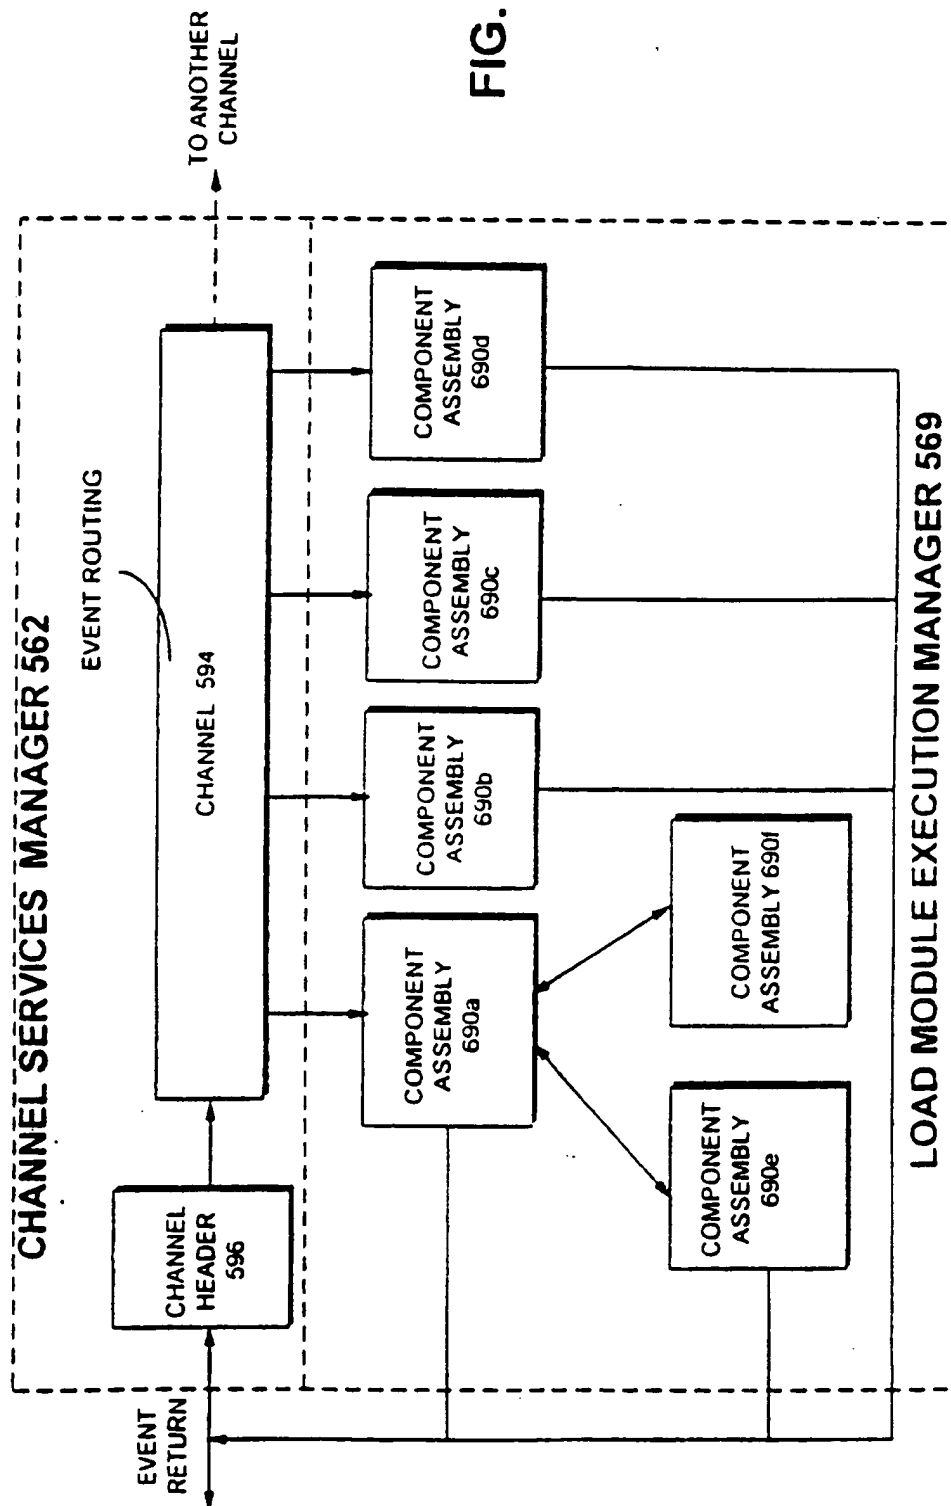 CHANNEL SERVICES MANAGER 562
EVENT ROUTING
TO ANOTHER
CHANNEL
EVENT
RETURN
CHANNEL
HEADER
596
CHANNEL 594
COMPONENT
ASSEMBLY
690a
COMPONENT
ASSEMBLY
690b
COMPONENT
ASSEMBLY
690c
COMPONENT
ASSEMBLY
690d
COMPONENT
ASSEMBLY
690e
COMPONENT
ASSEMBLY 690f
LOAD MODULE EXECUTION MANAGER 569
FIG.